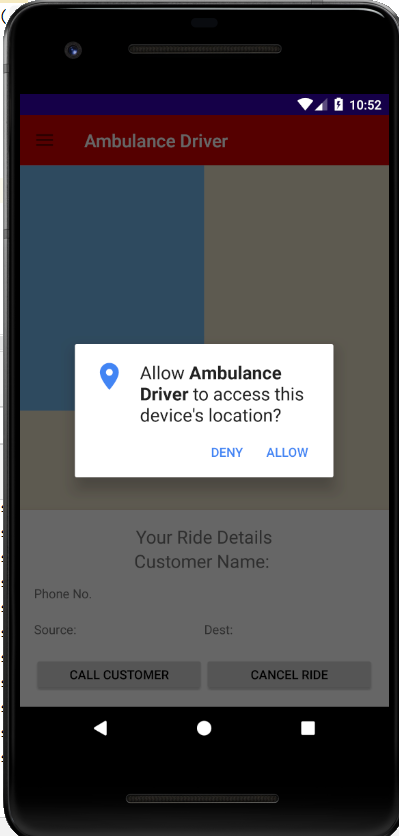 10:52
Ambulance Driver
Allow Ambulance
Driver to access this
device's location?
DENY ALLOW
Your Ride Details
Customer Name:
Phone No.
Source: Dest:
CALL CUSTOMER CANCEL RIDE